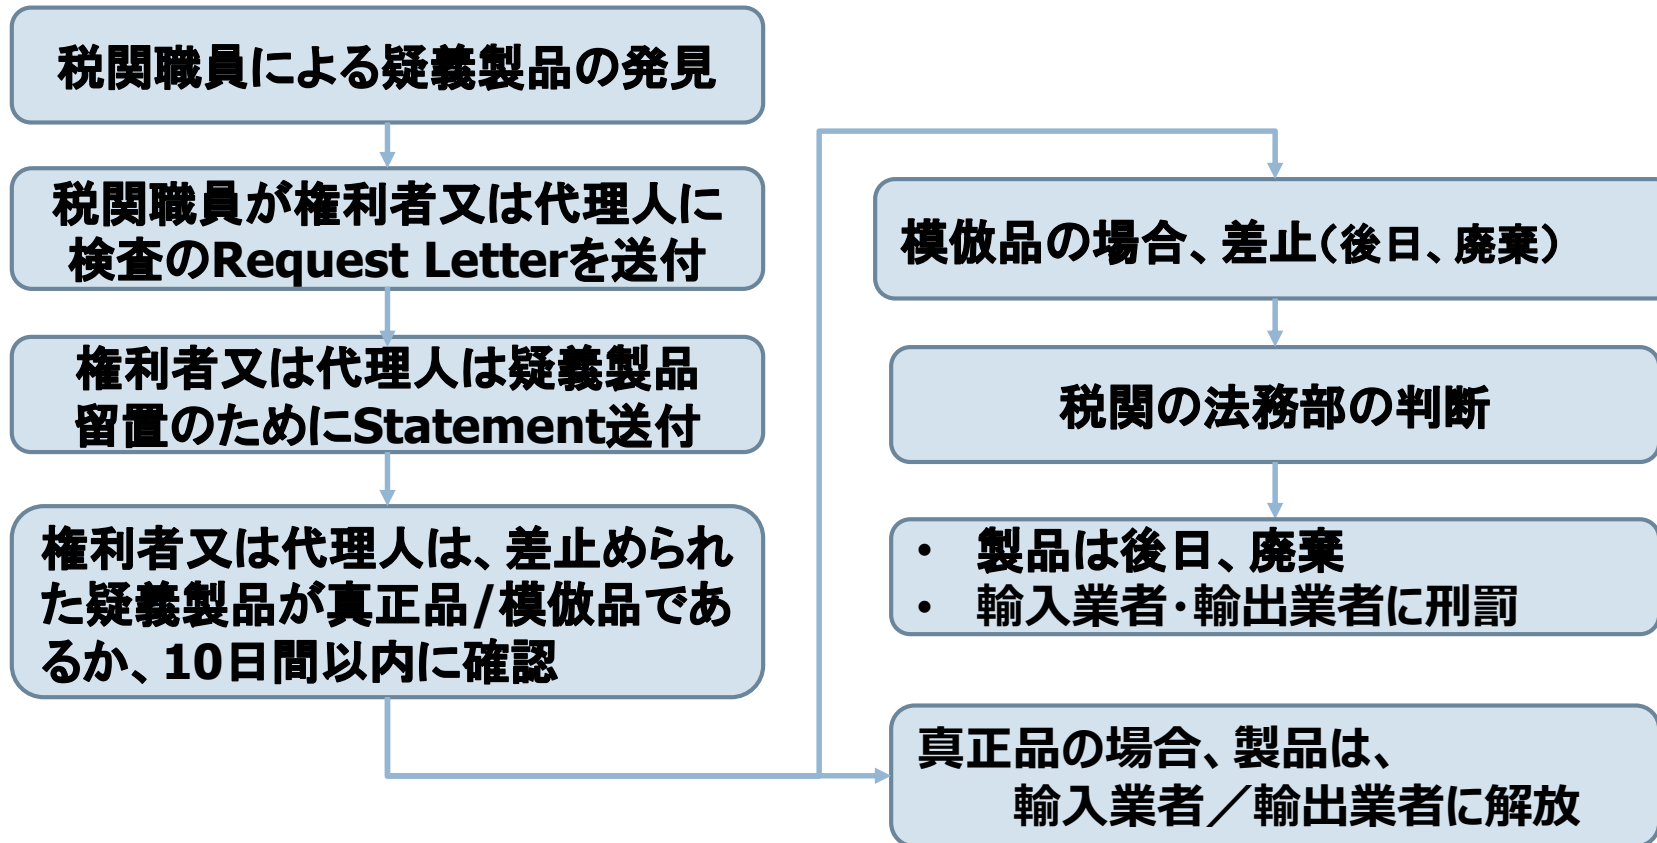 税関職員による疑義製品の発見
税関職員が権利者又は代理人に
検査のRequest Letterを送付
権利者又は代理人は疑義製品
留置のためにStatement送付
権利者又は代理人は、差止められ
た疑義製品が真正品/模倣品であ
るか、10日間以内に確認
模倣品の場合、差止(後日、廃棄)
税関の法務部の判断
• 製品は後日、廃棄
• 輸入業者・輸出業者に刑罰
真正品の場合、製品は、
輸入業者／輸出業者に解放